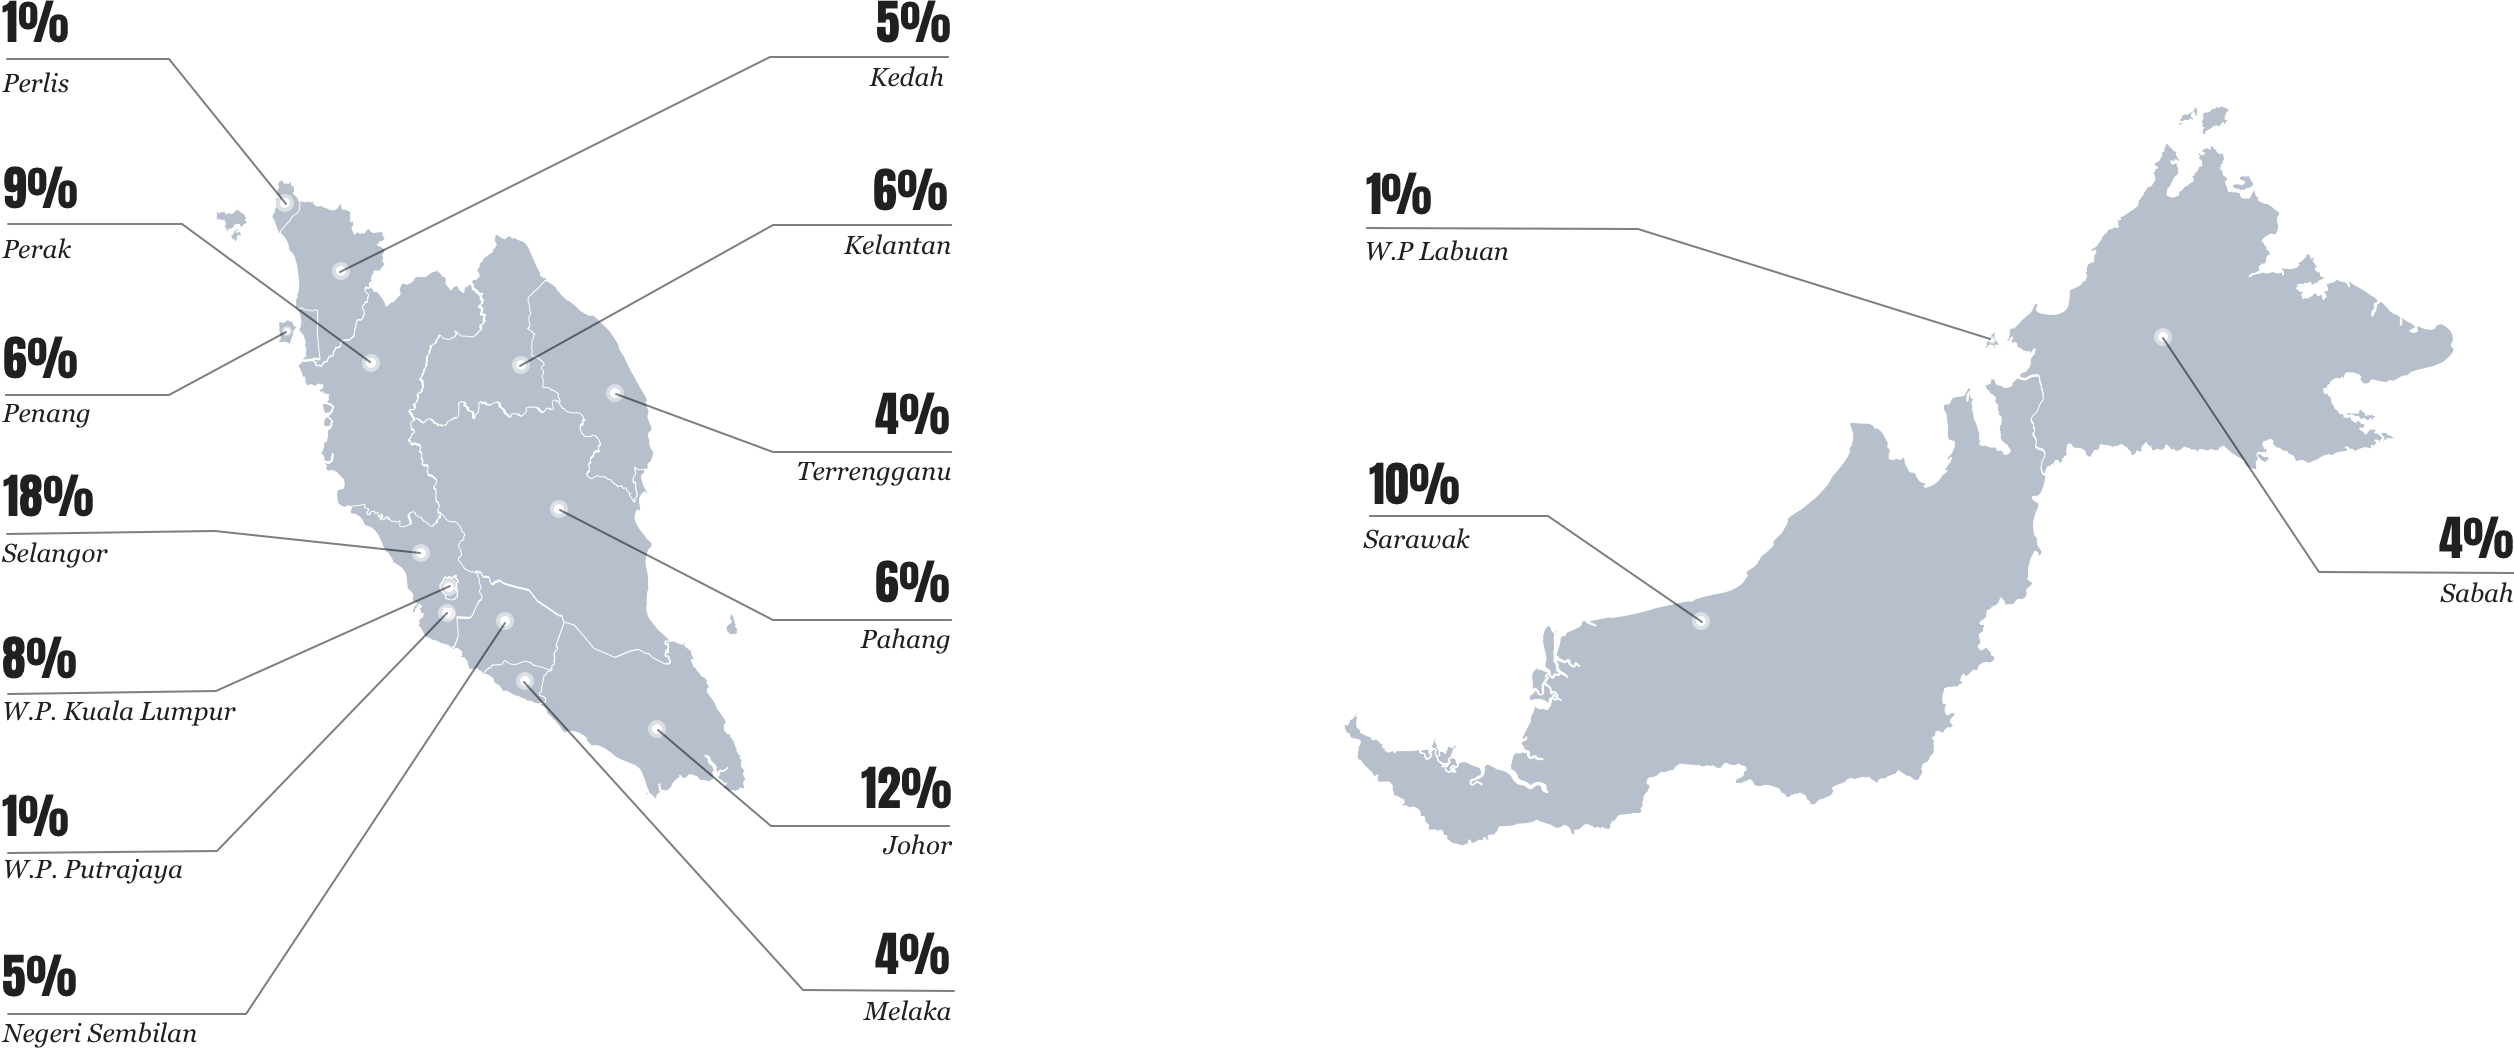 1%
Perlis
9%
Perak
6%
Penang
18%
Selangor
8%
W.P. Kuala Lumpur
1%
W.P. Putrajaya
5%
Negeri Sembilan
5%
Kedah
6%
Kelantan
4%
Terrengganu
6%
Pahang
12%
Johor
4%
Melaka
1%
W.P Labuan
10%
Sarawak
4%
Sabah